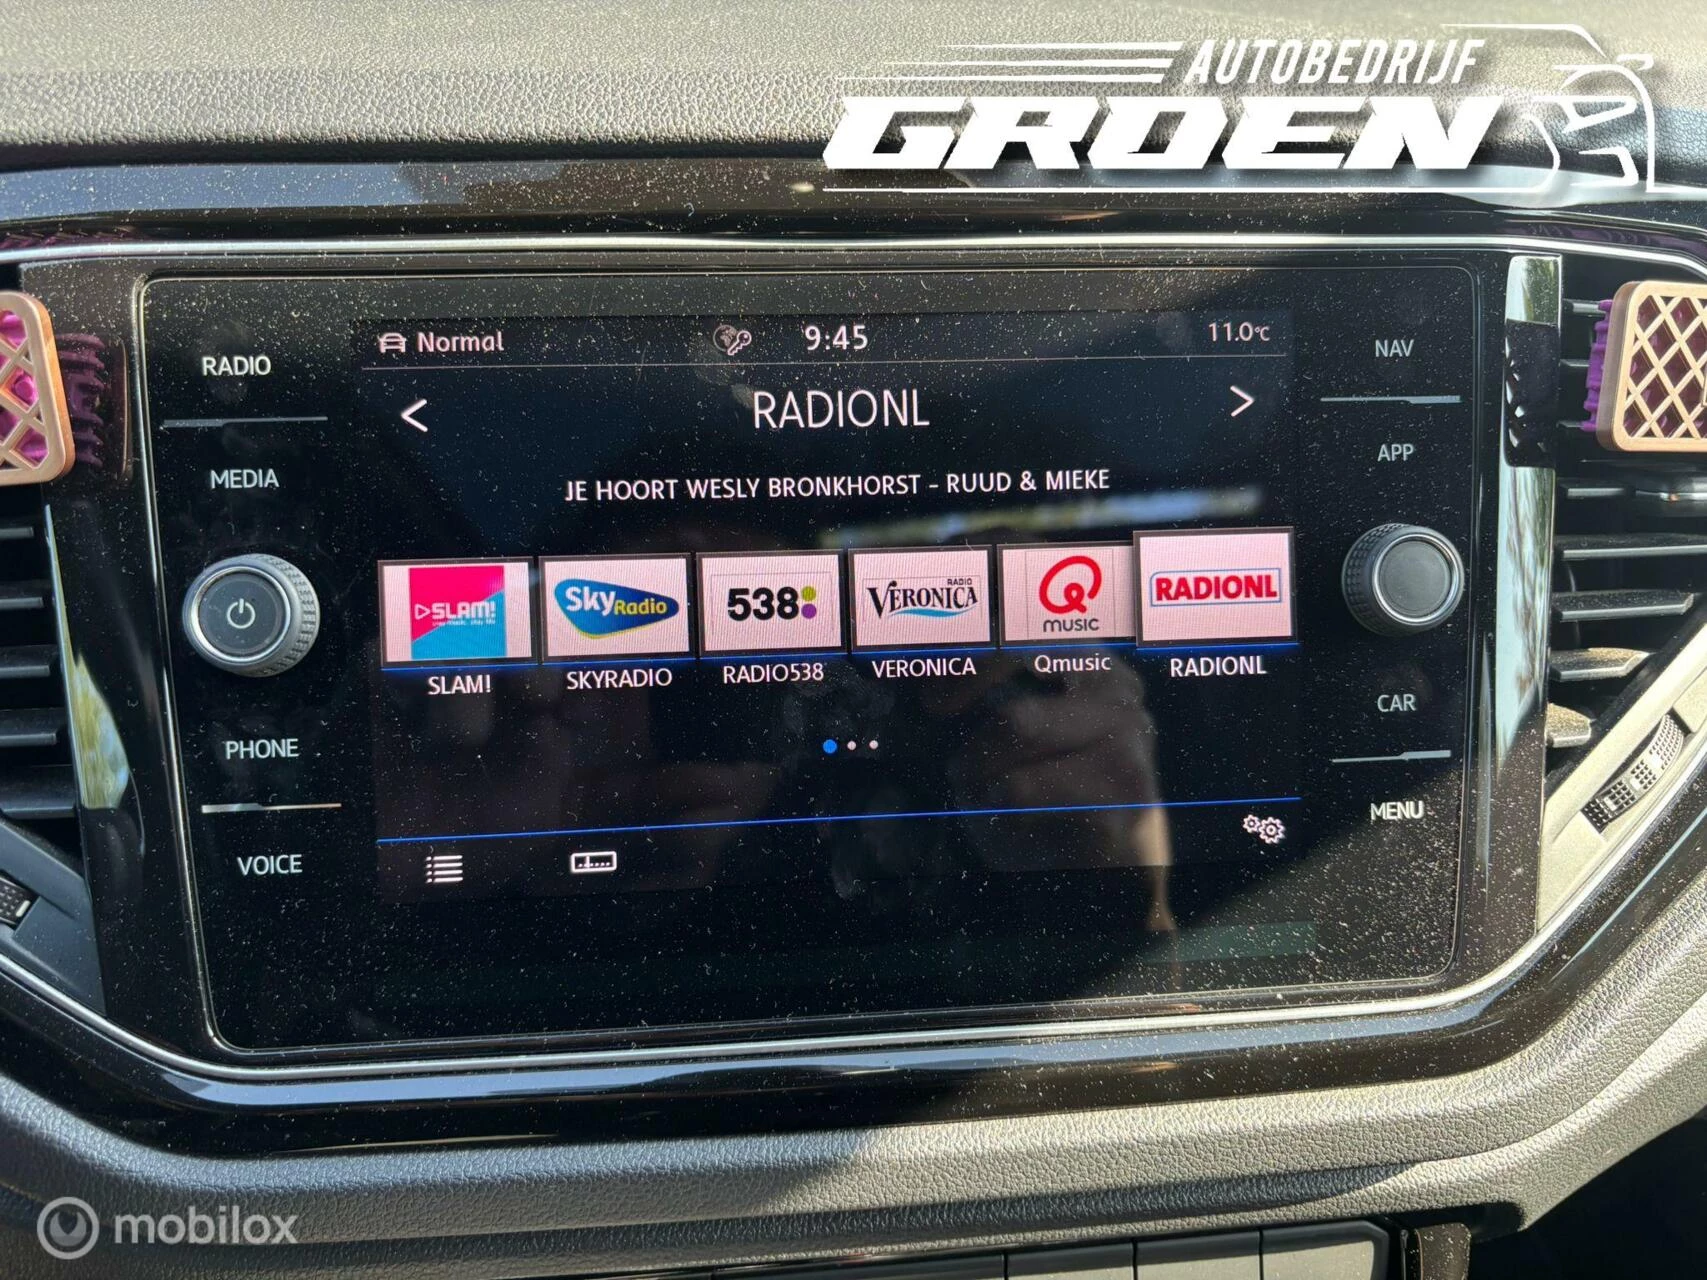 AUTOBEDRIJF
GROEN
RADIO
MEDIA
PHONE
VOICE
Normal
9:45
11.0°C
RADIONL
JE HOORT WESLY BRONKHORST - RUUD & MIEKE
SLAM!
Sky Radio
538
VERONICA
RADIO
Q
music
RADIONL
SLAM!
SKYRADIO
RADIO538
VERONICA
Qmusic
RADIONL
NAV
APP
CAR
MENU
mobilox